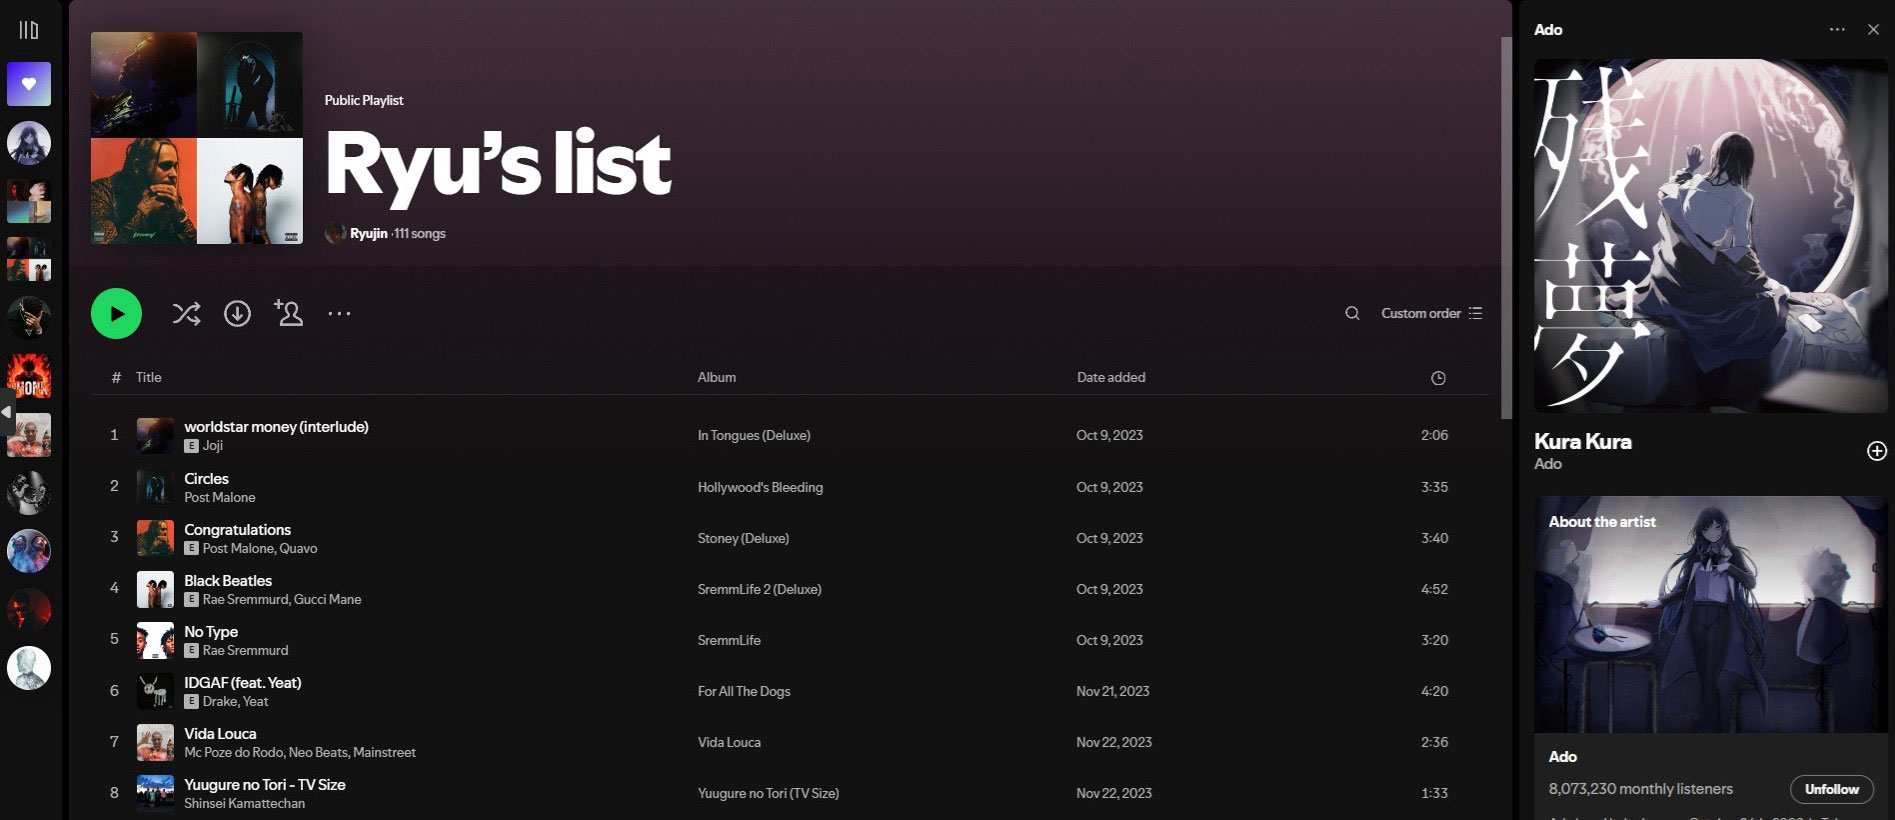 Public Playlist
Ryu's list
Ryujin · 111 songs
Custom order
# Title Album Date added
1 worldstar money (interlude) In Tongues (Deluxe) Oct 9, 2023 2:06
E Joji
2 Circles Hollywood's Bleeding Oct 9, 2023 3:35
Post Malone
3 Congratulations Stoney (Deluxe) Oct 9, 2023 3:40
E Post Malone, Quavo
4 Black Beatles SremmLife 2 (Deluxe) Oct 9, 2023 4:52
E Rae Sremmurd, Gucci Mane
5 No Type SremmLife Oct 9, 2023 3:20
E Rae Sremmurd
6 IDGAF (feat. Yeat) For All The Dogs Nov 21, 2023 4:20
E Drake, Yeat
7 Vida Louca Vida Louca Nov 22, 2023 2:36
Mc Poze do Rodo, Neo Beats, Mainstreet
8 Yuugure no Tori - TV Size Yuugure no Tori (TV Size) Nov 22, 2023 1:33
Shinsei Kamattechan
Ado
残夢
Kura Kura
Ado
About the artist
Ado
8,073,230 monthly listeners
Unfollow